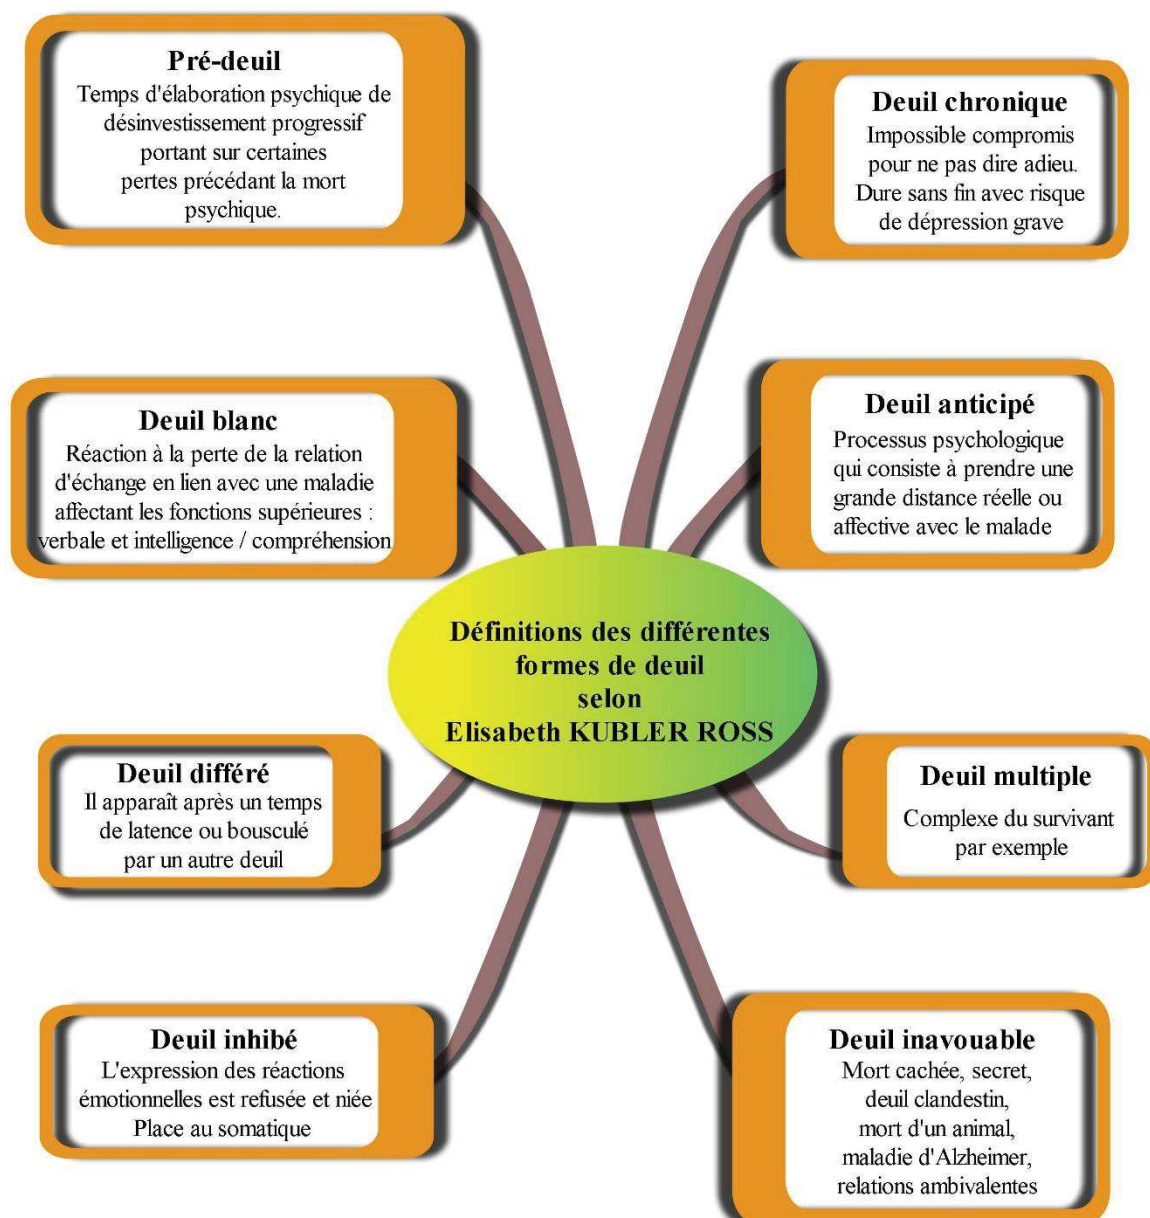 Pré-deuil
Temps d'élaboration psychique de
désinvestissement progressif
portant sur certaines
pertes précédant la mort
psychique.
Deuil chronique
Impossible compromis
pour ne pas dire adieu.
Dure sans fin avec risque
de dépression grave
Deuil blanc
Réaction à la perte de la relation
d'échange en lien avec une maladie
affectant les fonctions supérieures :
verbale et intelligence / compréhension
Deuil anticipé
Processus psychologique
qui consiste à prendre une
grande distance réelle ou
affective avec le malade
Définitions des différentes
formes de deuil
selon
Elisabeth KUBLER ROSS
Deuil différé
Il apparaît après un temps
de latence ou bousculé
par un autre deuil
Deuil multiple
Complexe du survivant
par exemple
Deuil inhibé
L'expression des réactions
émotionnelles est refusée et niée
Place au somatique
Deuil inavouable
Mort cachée, secret,
deuil clandestin,
mort d'un animal,
maladie d'Alzheimer,
relations ambivalentes